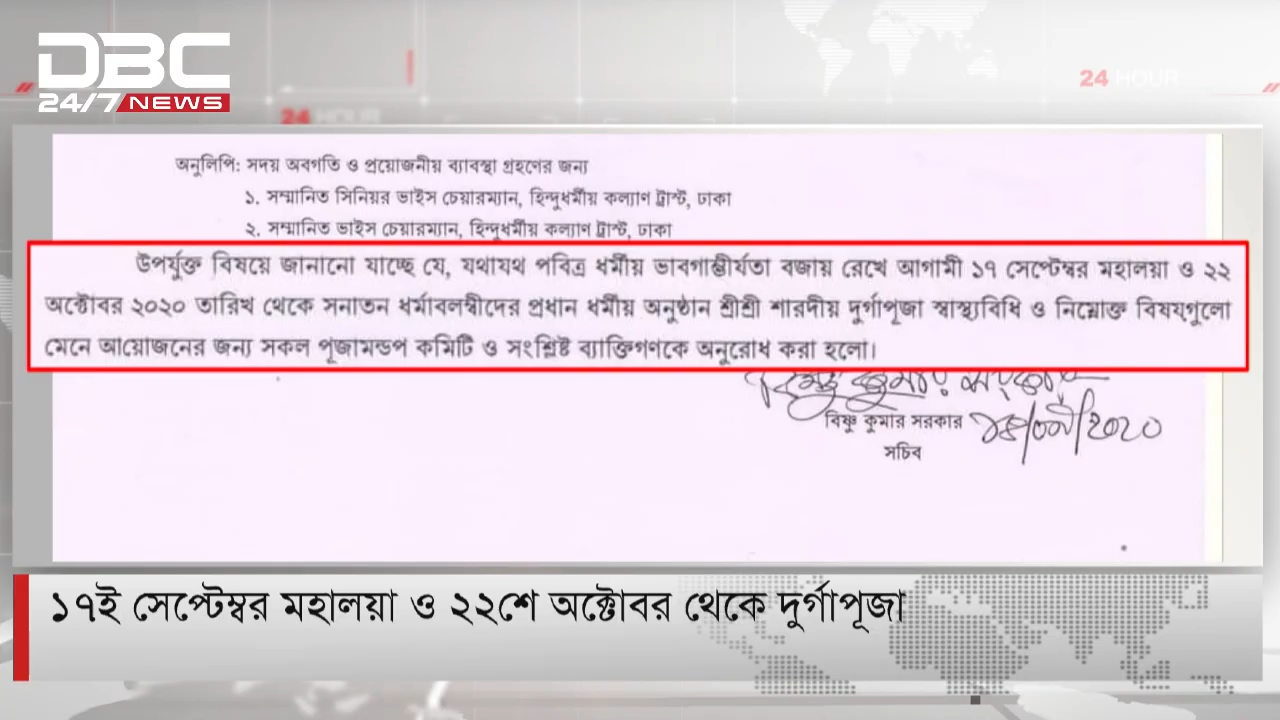 DBC
24/7 NEWS
24 HOUR
24 HOUR
অনুলিপি: সদয় অবগতি ও প্রয়োজনীয় ব্যাবস্থা গ্রহণের জন্য
১. সম্মানিত সিনিয়র ভাইস চেয়ারম্যান, হিন্দুধর্মীয় কল্যাণ ট্রাস্ট, ঢাকা
২. সম্মানিত ভাইস চেয়ারম্যান, হিন্দুধর্মীয় কল্যাণ ট্রাস্ট, ঢাকা
উপর্যুক্ত বিষয়ে জানানো যাচ্ছে যে, যথাযথ পবিত্র ধর্মীয় ভাবগাম্ভীর্যতা বজায় রেখে আগামী ১৭ সেপ্টেম্বর মহালয়া ও ২২
অক্টোবর ২০২০ তারিখ থেকে সনাতন ধর্মাবলম্বীদের প্রধান ধর্মীয় অনুষ্ঠান শ্রীশ্রী শারদীয় দুর্গাপূজা স্বাস্থ্যবিধি ও নিম্নোক্ত বিষয়গুলো
মেনে আয়োজনের জন্য সকল পূজামন্ডপ কমিটি ও সংশ্লিষ্ট ব্যাক্তিগণকে অনুরোধ করা হলো।
বিষ্ণু কুমার সরকার
সচিব
১৭ই সেপ্টেম্বর মহালয়া ও ২২শে অক্টোবর থেকে দুর্গাপূজা